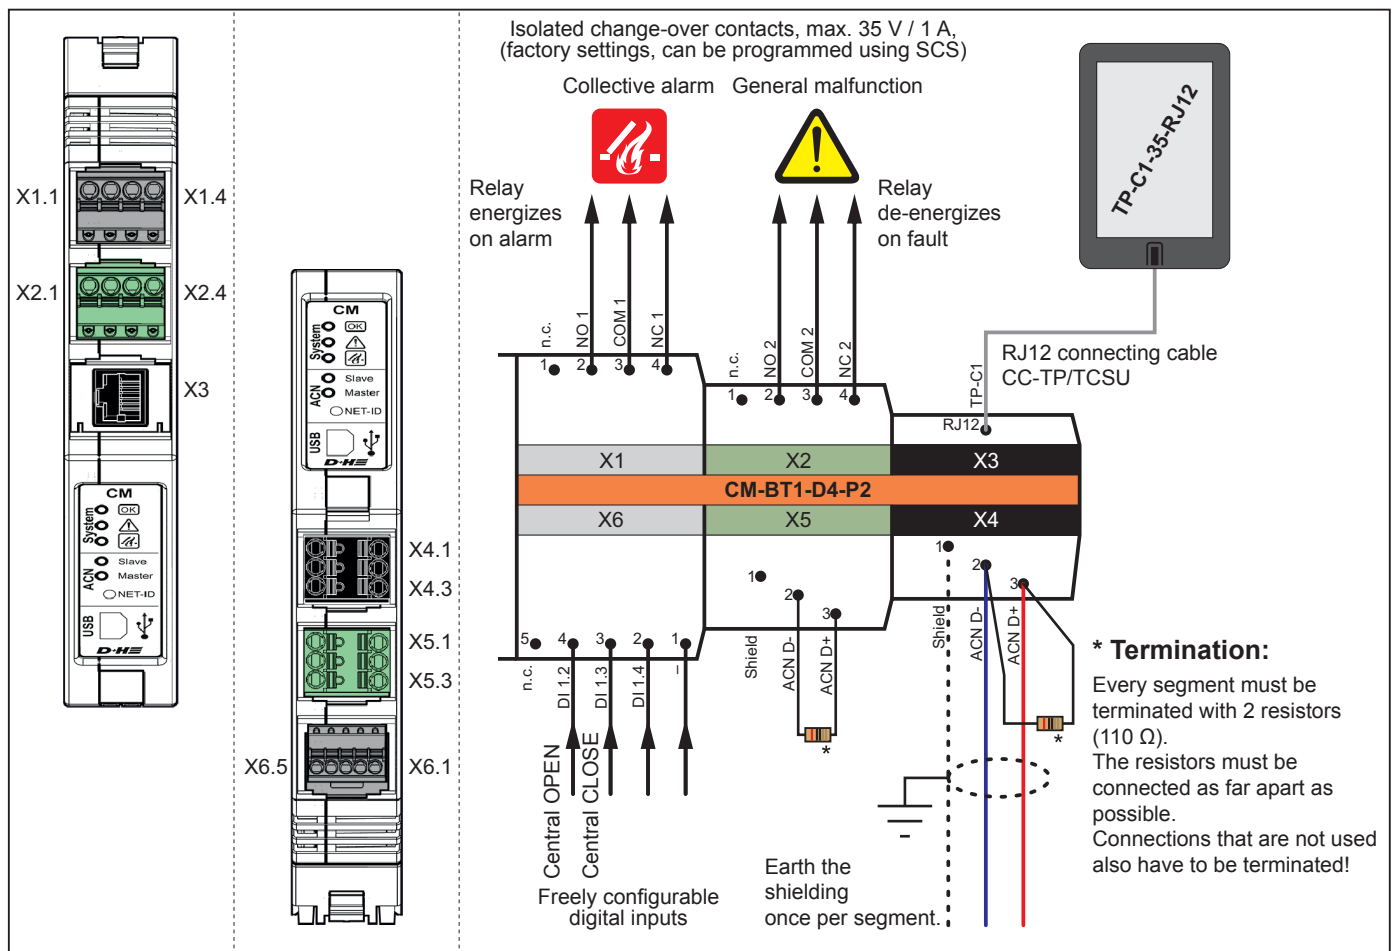 Isolated change-over contacts, max. 35 V / 1 A,
(factory settings, can be programmed using SCS)
Collective alarm
General malfunction
Relay
energizes
on alarm
Relay
de-energizes
on fault
TP-C1-35-RJ12
RJ12 connecting cable
CC-TP/TCSU
X1.1
X1.4
X2.1
X2.4
X3
CM
System
OK
ACN
Slave
Master
NET-ID
USB
D+H
CM
System
OK
ACN
Slave
Master
NET-ID
USB
D+H
X4.1
X4.3
X5.1
X5.3
X6.5
X6.1
n.c.
NO 1
COM 1
NC 1
1
2
3
4
n.c.
NO 2
COM 2
NC 2
1
2
3
4
TP-C1
RJ12
X1
X2
X3
CM-BT1-D4-P2
X6
X5
X4
5
4
3
2
1
n.c.
DI 1.2
DI 1.3
DI 1.4
–
1
2
3
Shield
ACN D-
ACN D+
*
1
2
3
Shield
ACN D-
ACN D+
*
Central OPEN
Central CLOSE
Freely configurable
digital inputs
Earth the
shielding
once per segment.
* Termination:
Every segment must be
terminated with 2 resistors
(110 Ω).
The resistors must be
connected as far apart as
possible.
Connections that are not used
also have to be terminated!